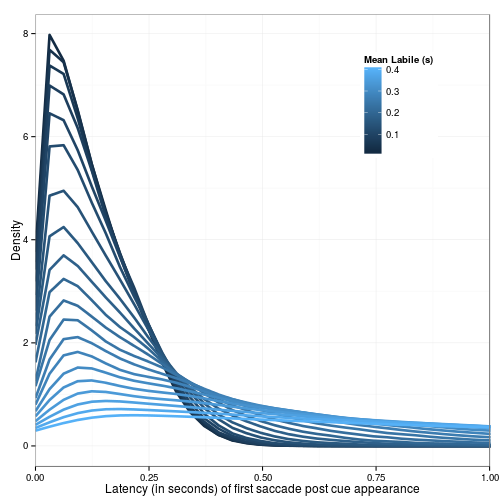 Mean Labile (s)
0.4
0.3
0.2
0.1
8
6
4
2
0
Density
0.00 0.25 0.50 0.75 1.00
Latency (in seconds) of first saccade post cue appearance